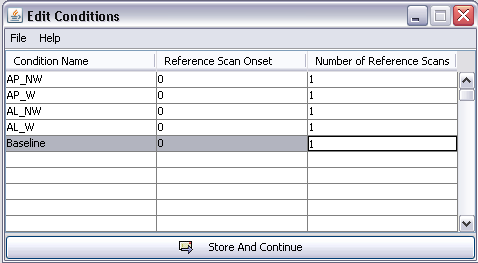 Edit Conditions
File Help
Condition Name Reference Scan Onset Number of Reference Scans
AP_NW 0 1
AP_W 0 1
AL_NW 0 1
AL_W 0 1
Baseline 0 1
Store And Continue